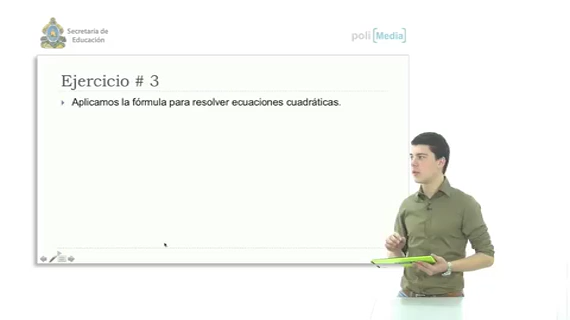 Secretaría de
Educación
poli [Media]
Ejercicio # 3
Aplicamos la fórmula para resolver ecuaciones cuadráticas.